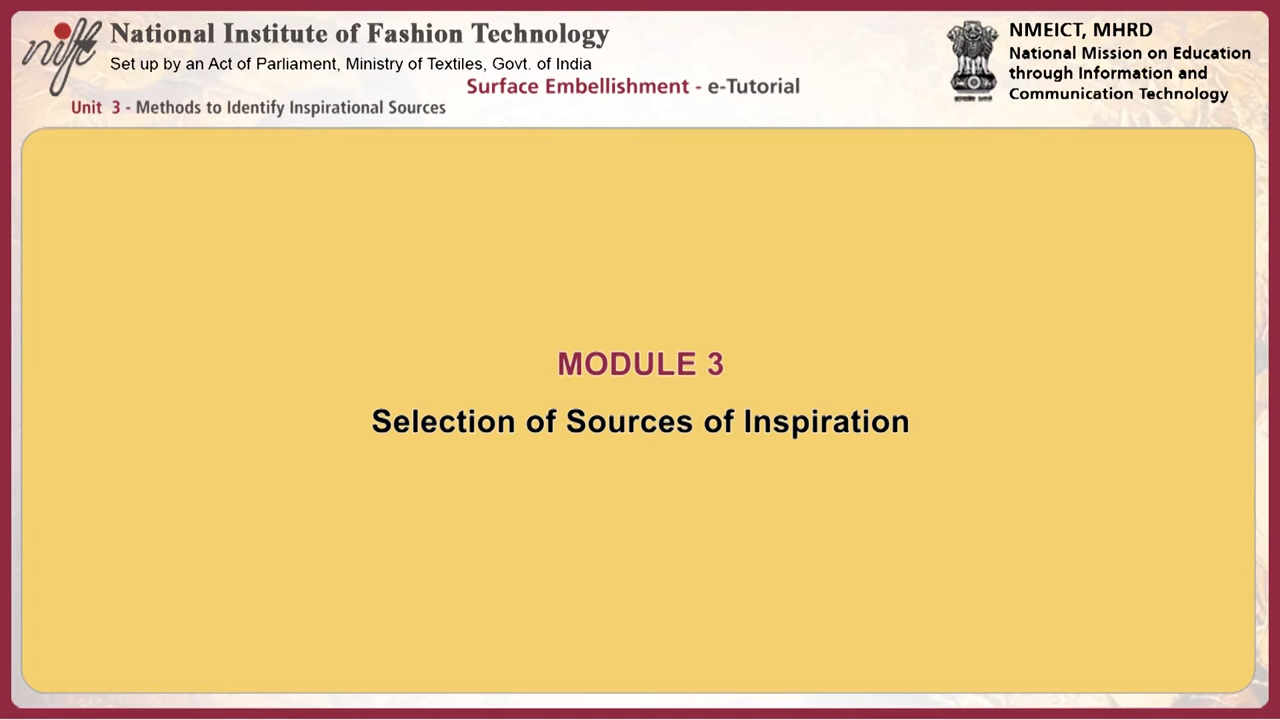 nift
National Institute of Fashion Technology
Set up by an Act of Parliament, Ministry of Textiles, Govt. of India
Surface Embellishment - e-Tutorial
Unit 3 - Methods to Identify Inspirational Sources
NMEICT, MHRD
National Mission on Education
through Information and
Communication Technology
MODULE 3
Selection of Sources of Inspiration